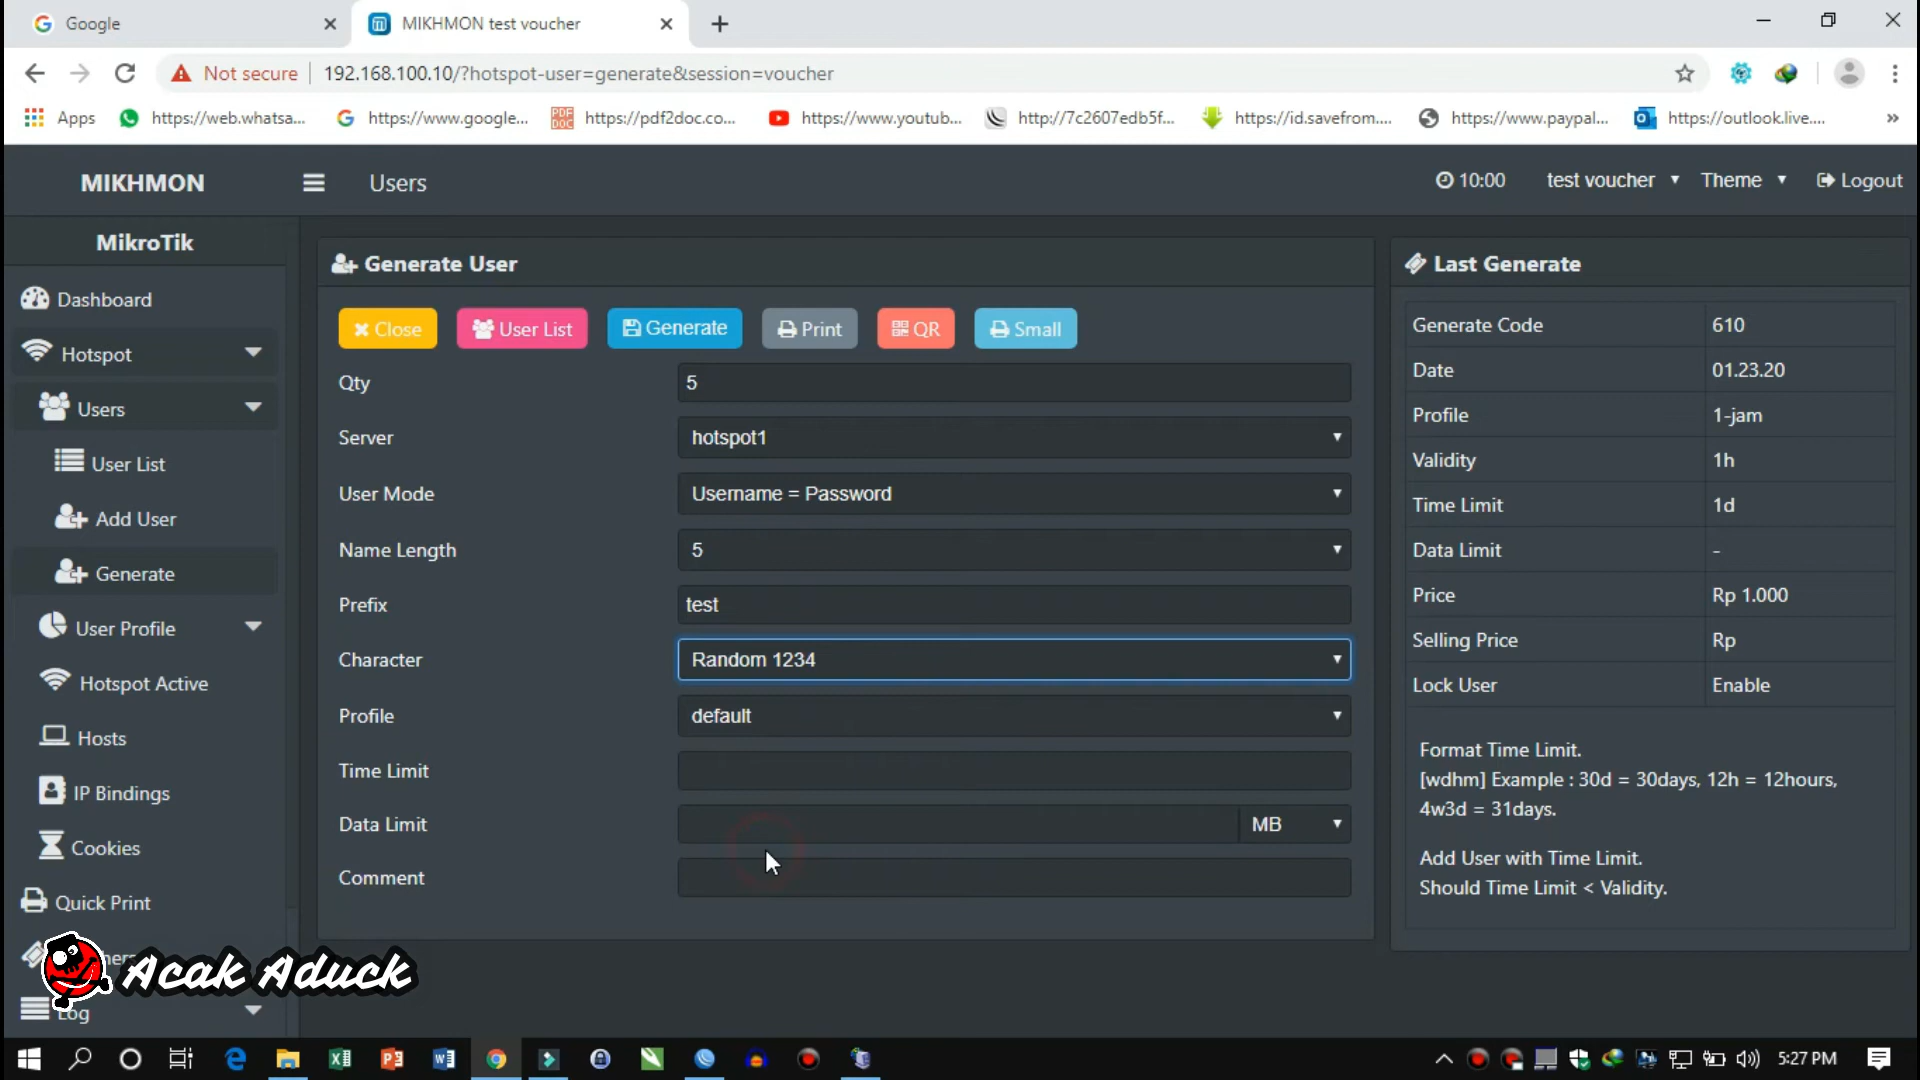 Google
MIKHMON test voucher
Not secure
192.168.100.10/?hotspot-user=generate&session=voucher
Apps
https://web.whatsa...
https://www.google...
https://pdf2doc.co...
https://www.youtub...
http://7c2607edb5f...
https://id.savefrom....
https://www.paypal...
https://outlook.live....
»
MIKHMON
Users
10:00
test voucher
Theme
Logout
MikroTik
Dashboard
Hotspot
Users
User List
Add User
Generate
User Profile
Hotspot Active
Hosts
IP Bindings
Cookies
Quick Print
Log
Acak Aduck
Generate User
Close
User List
Generate
Print
QR
Small
Qty 5
Server hotspot1
User Mode Username = Password
Name Length 5
Prefix test
Character Random 1234
Profile default
Time Limit
Data Limit MB
Comment
Last Generate
Generate Code 610
Date 01.23.20
Profile 1-jam
Validity 1h
Time Limit 1d
Data Limit -
Price Rp 1.000
Selling Price Rp
Lock User Enable
Format Time Limit.
[wdhm] Example : 30d = 30days, 12h = 12hours,
4w3d = 31days.
Add User with Time Limit.
Should Time Limit < Validity.
5:27 PM